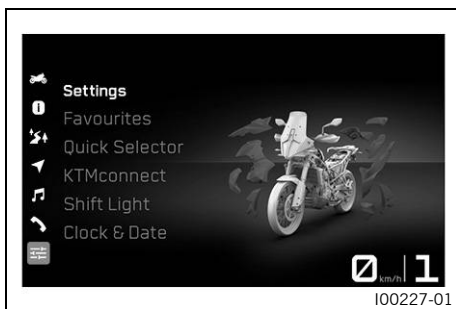 Settings
Favourites
Quick Selector
KTMconnect
Shift Light
Clock & Date
0 km/h 1
I00227-01